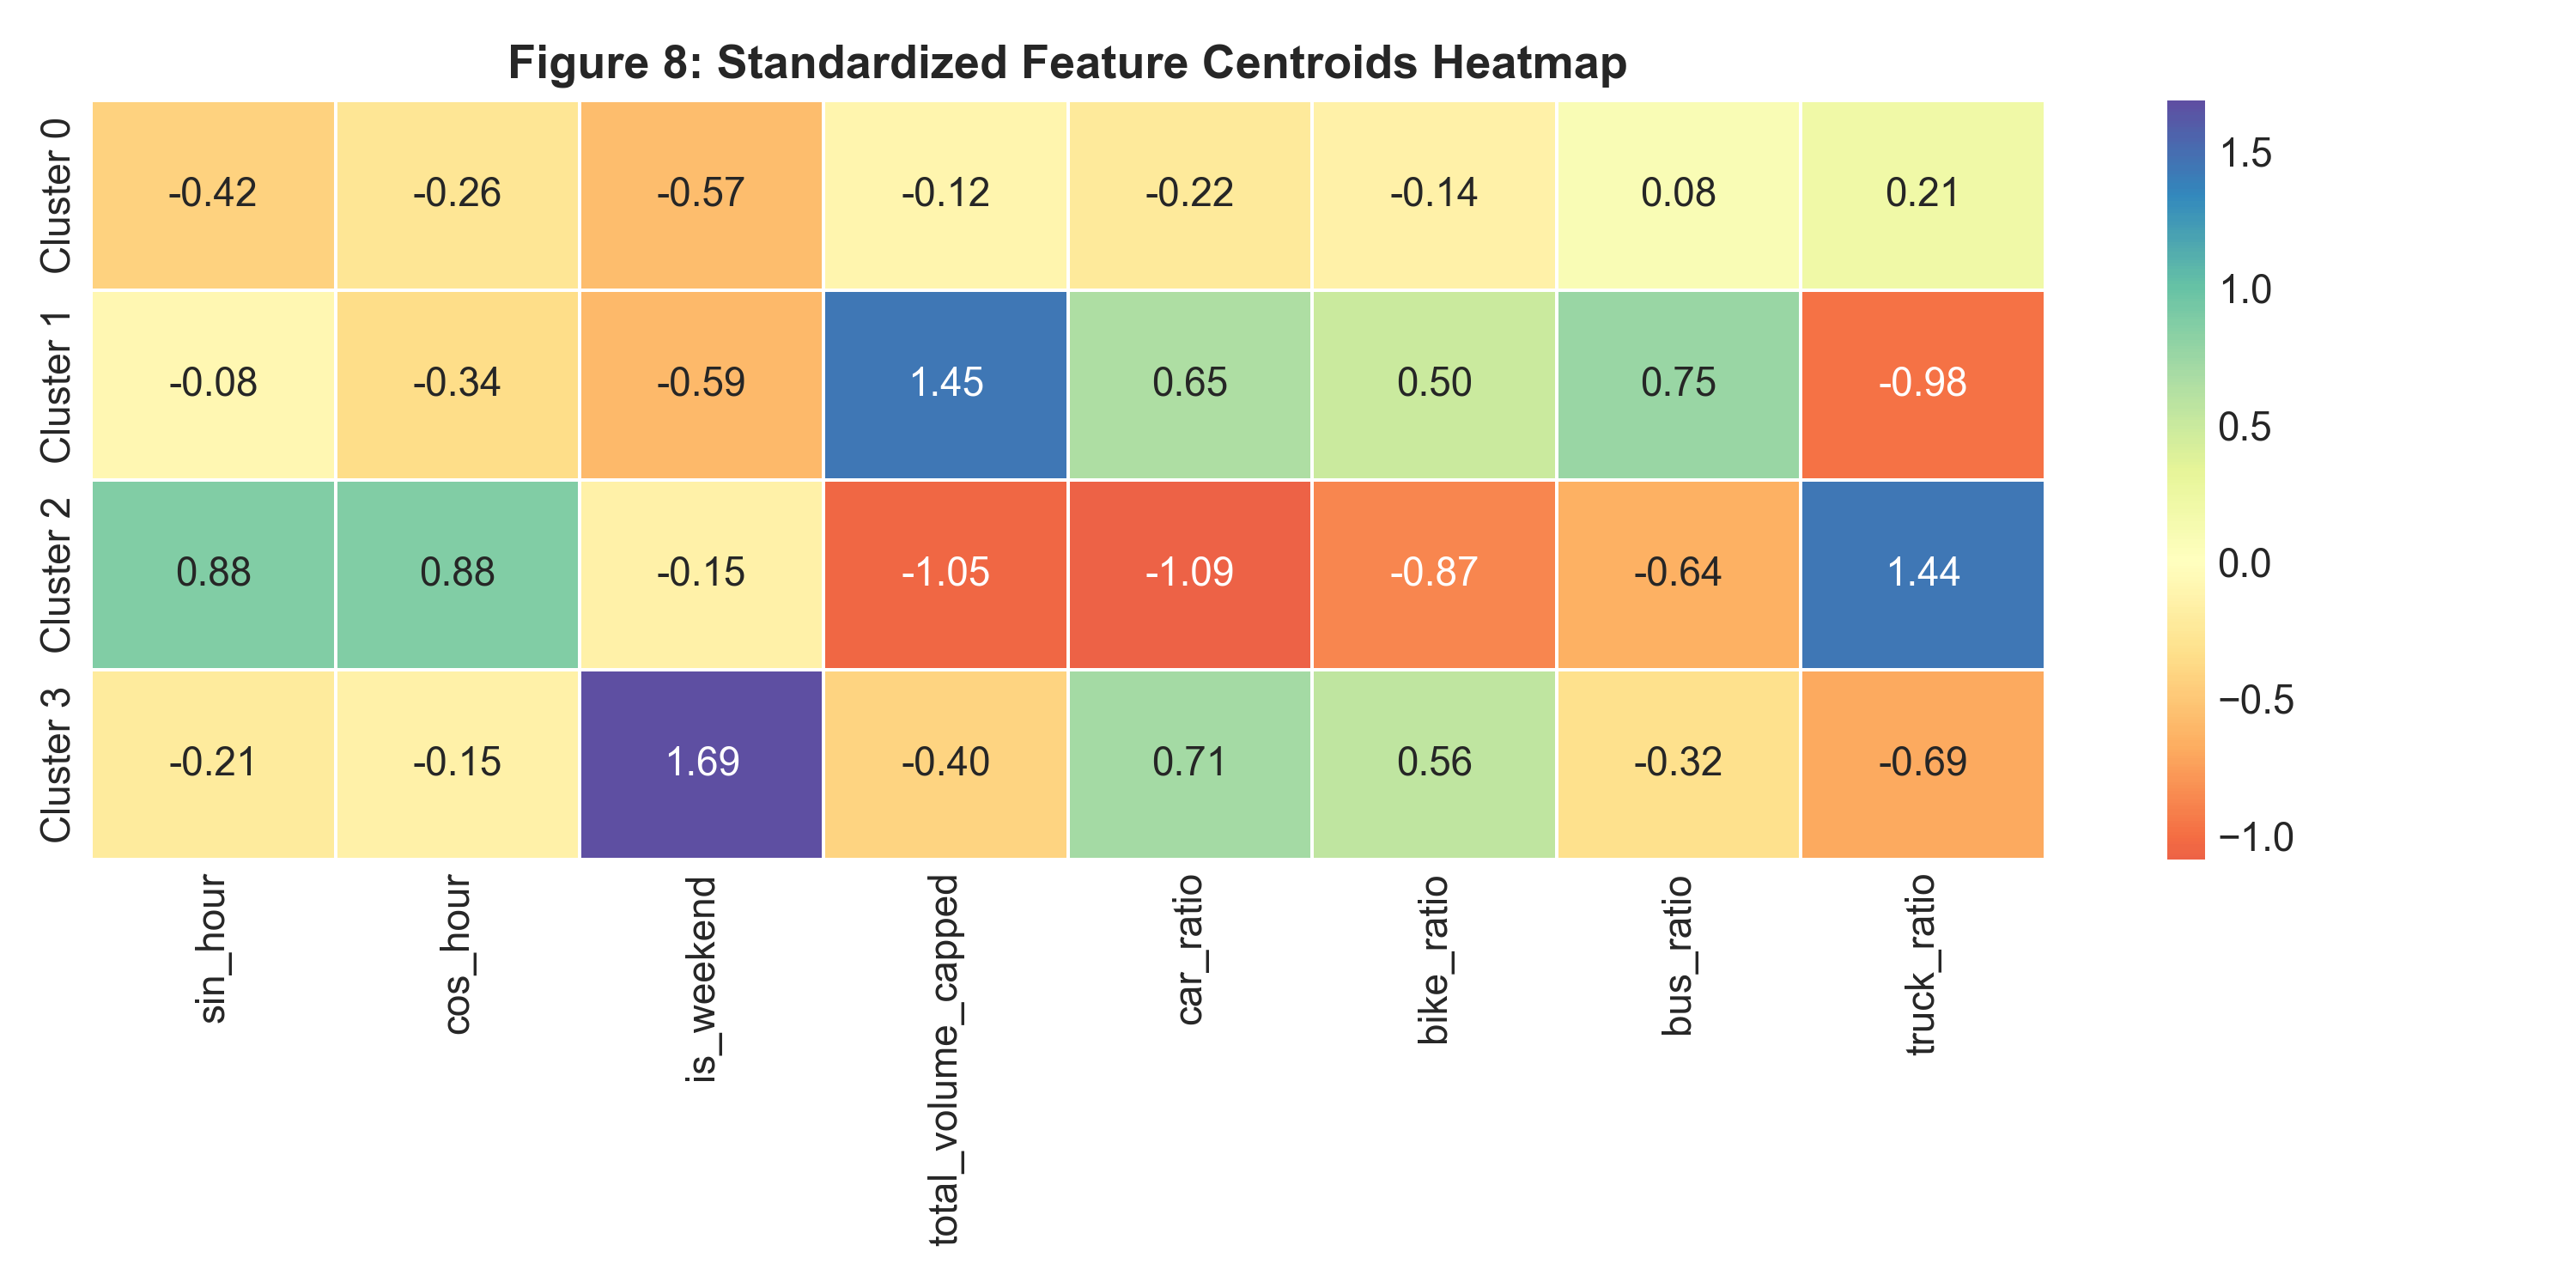 Figure 8: Standardized Feature Centroids Heatmap
Cluster 0 -0.42 -0.26 -0.57 -0.12 -0.22 -0.14 0.08 0.21
Cluster 1 -0.08 -0.34 -0.59 1.45 0.65 0.50 0.75 -0.98
Cluster 2 0.88 0.88 -0.15 -1.05 -1.09 -0.87 -0.64 1.44
Cluster 3 -0.21 -0.15 1.69 -0.40 0.71 0.56 -0.32 -0.69
sin_hour
cos_hour
is_weekend
total_volume_capped
car_ratio
bike_ratio
bus_ratio
truck_ratio
1.5
1.0
0.5
0.0
−0.5
−1.0